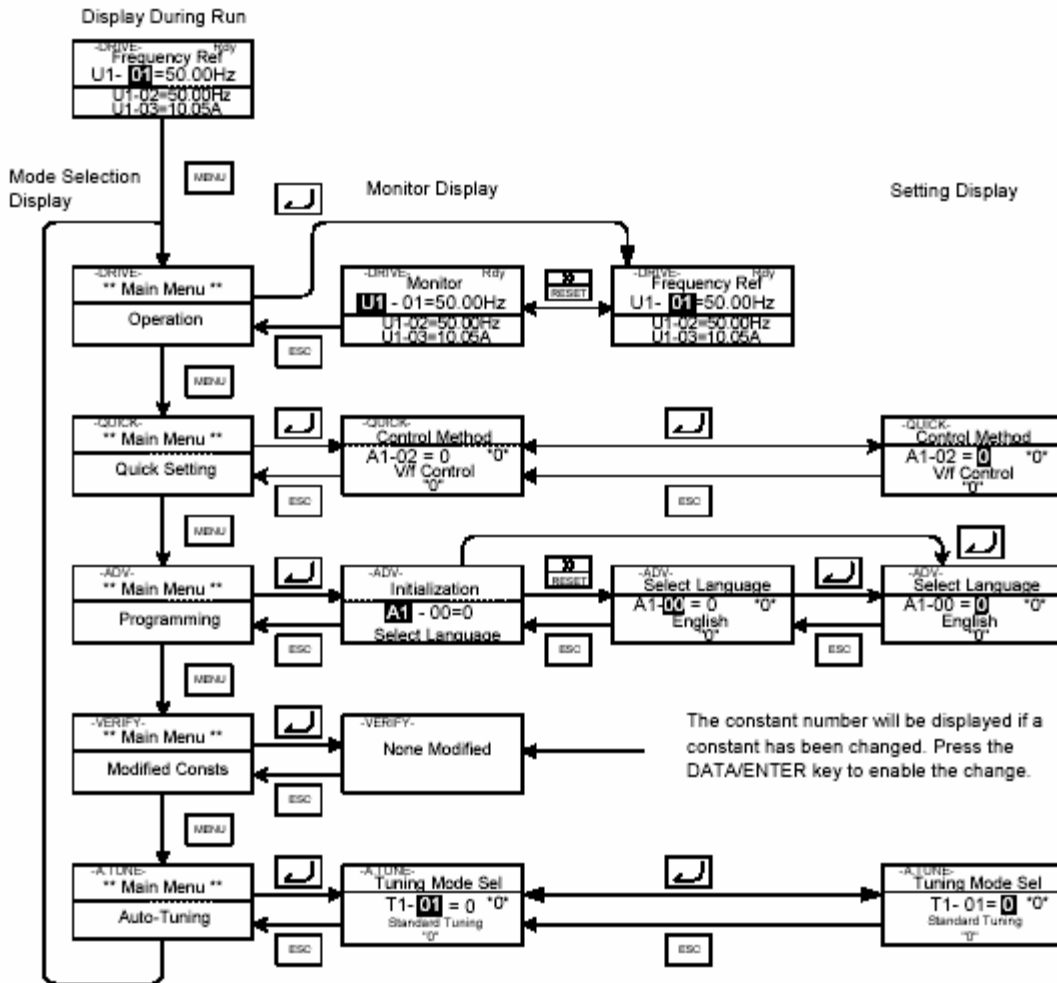 Display During Run
-DRIVE- Rdy
Frequency Ref
U1- 01=50.00Hz
U1-02=50.00Hz
U1-03=10.05A
Mode Selection
Display
MENU
Monitor Display
Setting Display
-DRIVE-
** Main Menu **
Operation
-DRIVE- Rdy
Monitor
U1 - 01=50.00Hz
U1-02=50.00Hz
U1-03=10.05A
RESET
-DRIVE- Rdy
Frequency Ref
U1- 01=50.00Hz
U1-02=50.00Hz
U1-03=10.05A
ESC
MENU
-QUICK-
** Main Menu **
Quick Setting
-QUICK-
Control Method
A1-02 = 0 "0"
V/f Control
"0"
-QUICK-
Control Method
A1-02 = 0 "0"
V/f Control
"0"
ESC
ESC
MENU
-ADV-
** Main Menu **
Programming
-ADV-
Initialization
A1 - 00=0
Select Language
RESET
-ADV-
Select Language
A1-00 = 0 "0"
English
"0"
-ADV-
Select Language
A1-00 = 0 "0"
English
"0"
ESC
ESC
ESC
MENU
-VERIFY-
** Main Menu **
Modified Consts
-VERIFY-
None Modified
The constant number will be displayed if a
constant has been changed. Press the
DATA/ENTER key to enable the change.
ESC
MENU
-A.TUNE-
** Main Menu **
Auto-Tuning
-A.TUNE-
Tuning Mode Sel
T1- 01 = 0 "0"
Standard Tuning
"0"
-A.TUNE-
Tuning Mode Sel
T1- 01= 0 "0"
Standard Tuning
"0"
ESC
ESC